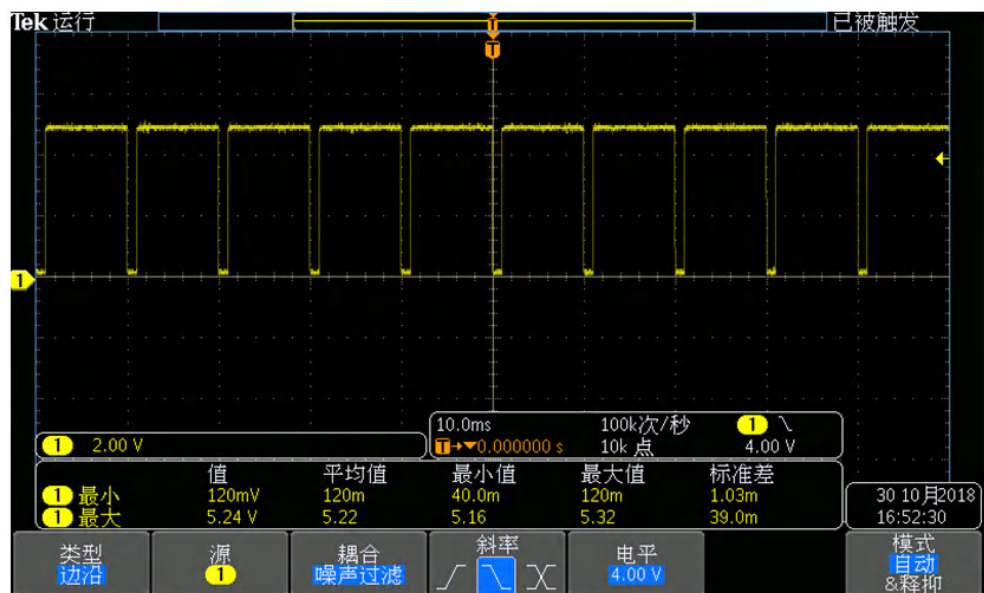 Tek 运行 已被触发
T
T
1
10.0ms 100k次/秒 1
1 2.00 V T→▼0.000000 s 10k 点 4.00 V
值 平均值 最小值 最大值 标准差
1 最小 120mV 120m 40.0m 120m 1.03m
1 最大 5.24 V 5.22 5.16 5.32 39.0m
30 10月2018
16:52:30
类型 源 耦合 斜率 电平 模式
边沿 1 噪声过滤 4.00 V 自动
&释抑